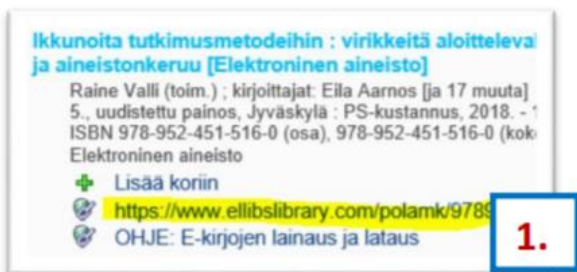 Ikkunoita tutkimusmetodeihin : virikkeitä
ja aineistonkeruu [Elektroninen aineisto]
Raine Valli (toim.) ; kirjoittajat: Eila Aarnos [ja 17 muuta]
5., uudistettu painos, Jyväskylä : PS-kustannus, 2018. -
ISBN 978-952-451-516-0 (osa), 978-952-451-516-0
Elektroninen aineisto
Lisää koriin
https://www.ellibslibrary.com/polamk/978
OHJE: E-kirjojen lainaus ja lataus
1.